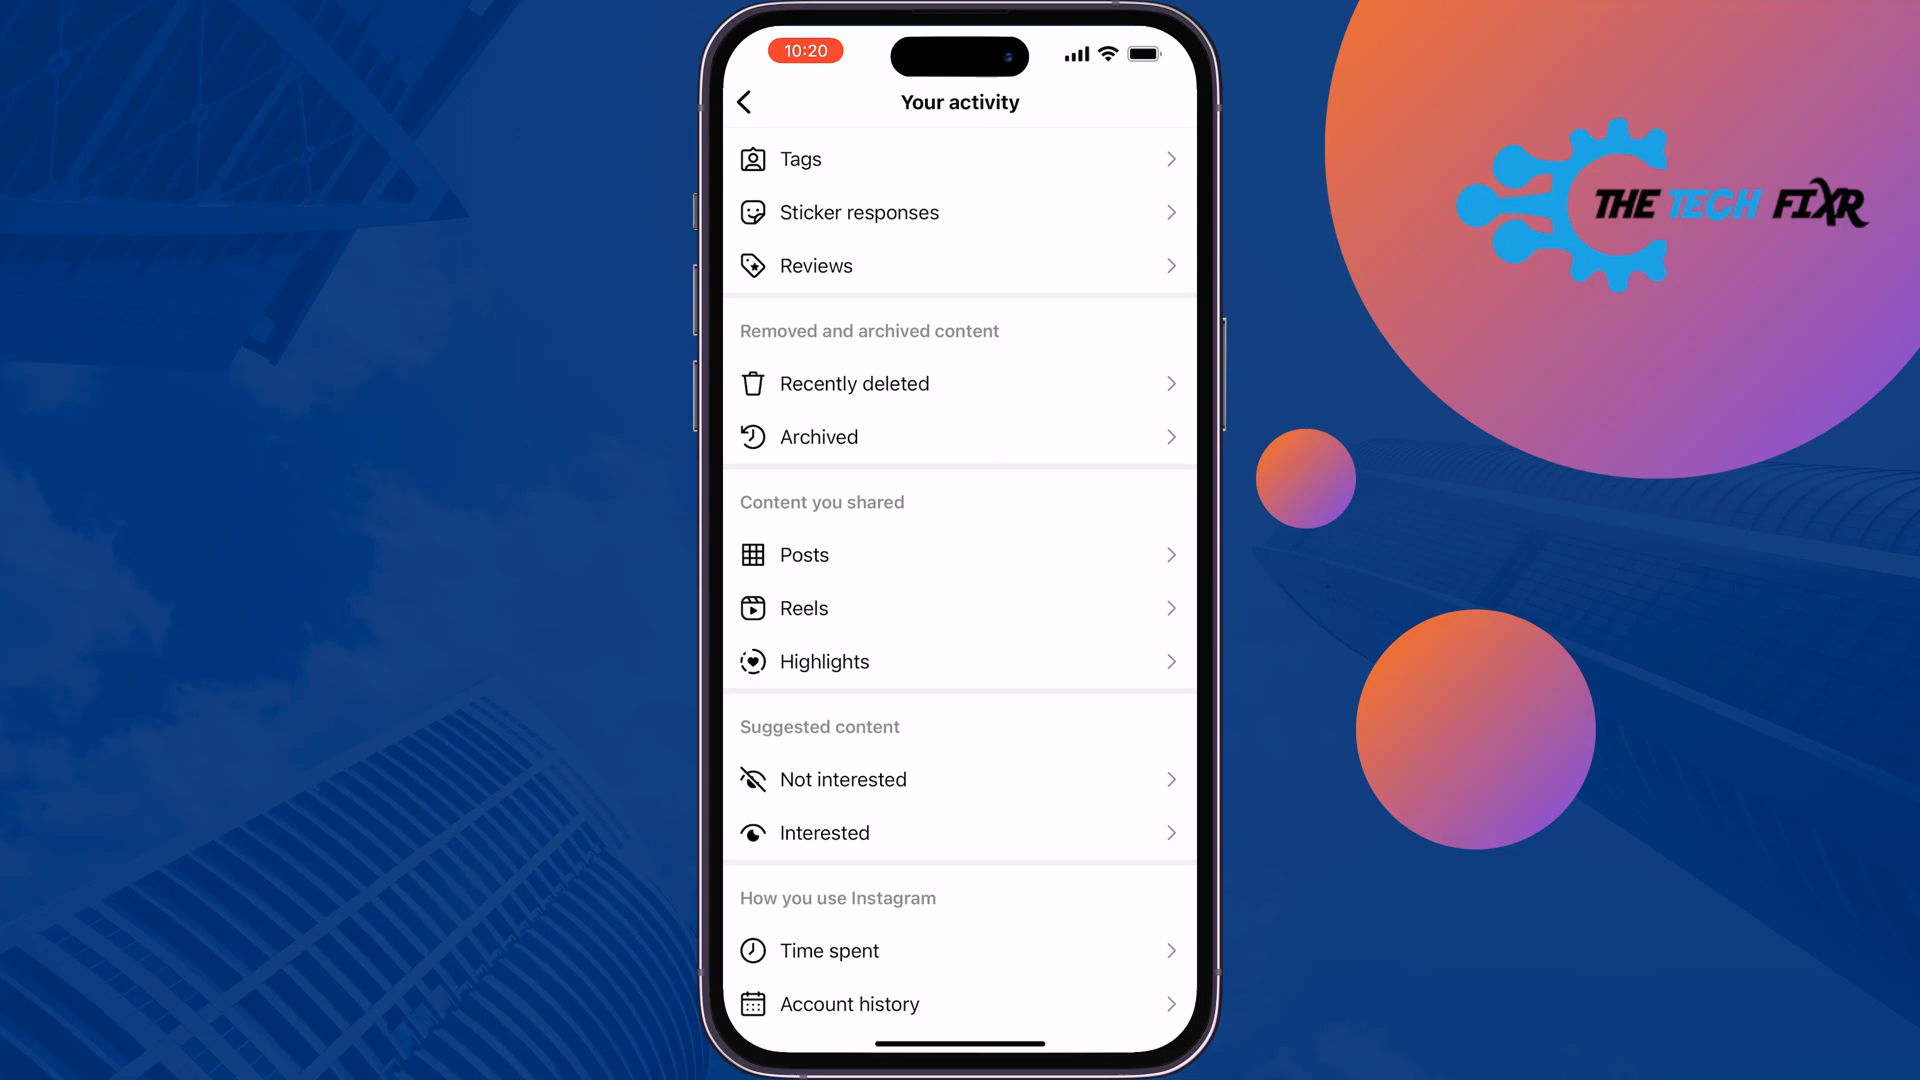 10:20
Your activity
Tags
Sticker responses
Reviews
Removed and archived content
Recently deleted
Archived
Content you shared
Posts
Reels
Highlights
Suggested content
Not interested
Interested
How you use Instagram
Time spent
Account history
THE TECH FIXR